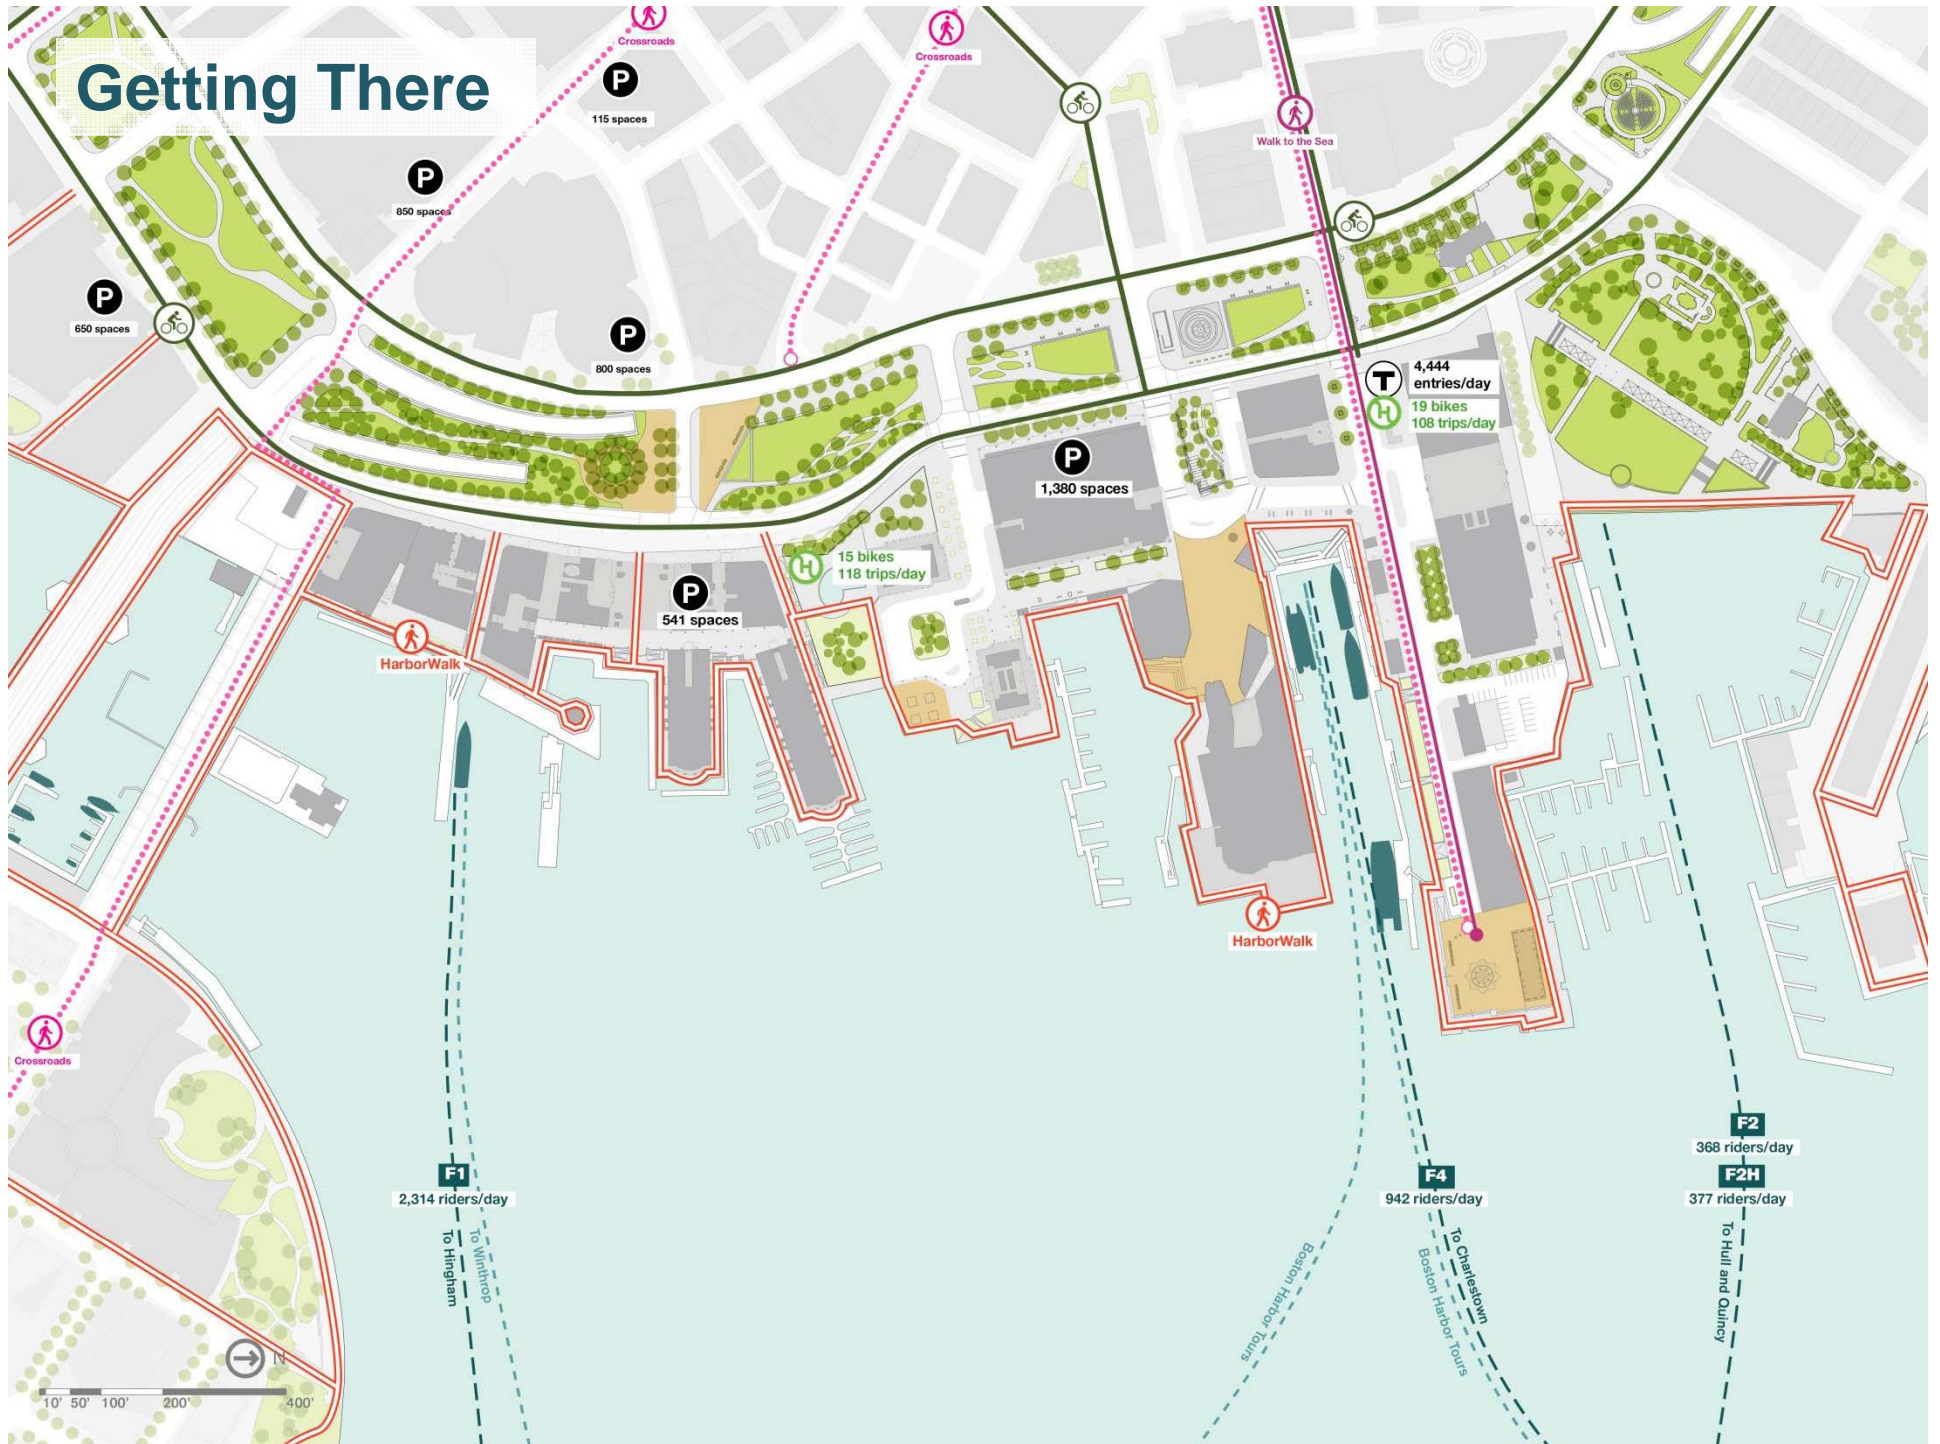 Getting There
Crossroads
Crossroads
P
115 spaces
Walk to the Sea
P
850 spaces
P
650 spaces
P
800 spaces
T
4,444
entries/day
H
19 bikes
108 trips/day
P
1,380 spaces
H
15 bikes
118 trips/day
P
541 spaces
HarborWalk
HarborWalk
Crossroads
F1
2,314 riders/day
To Hingham
To Winthrop
Boston Harbor Tours
F4
942 riders/day
To Charlestown
Boston Harbor Tours
F2
368 riders/day
F2H
377 riders/day
To Hull and Quincy
N
10' 50' 100' 200' 400'